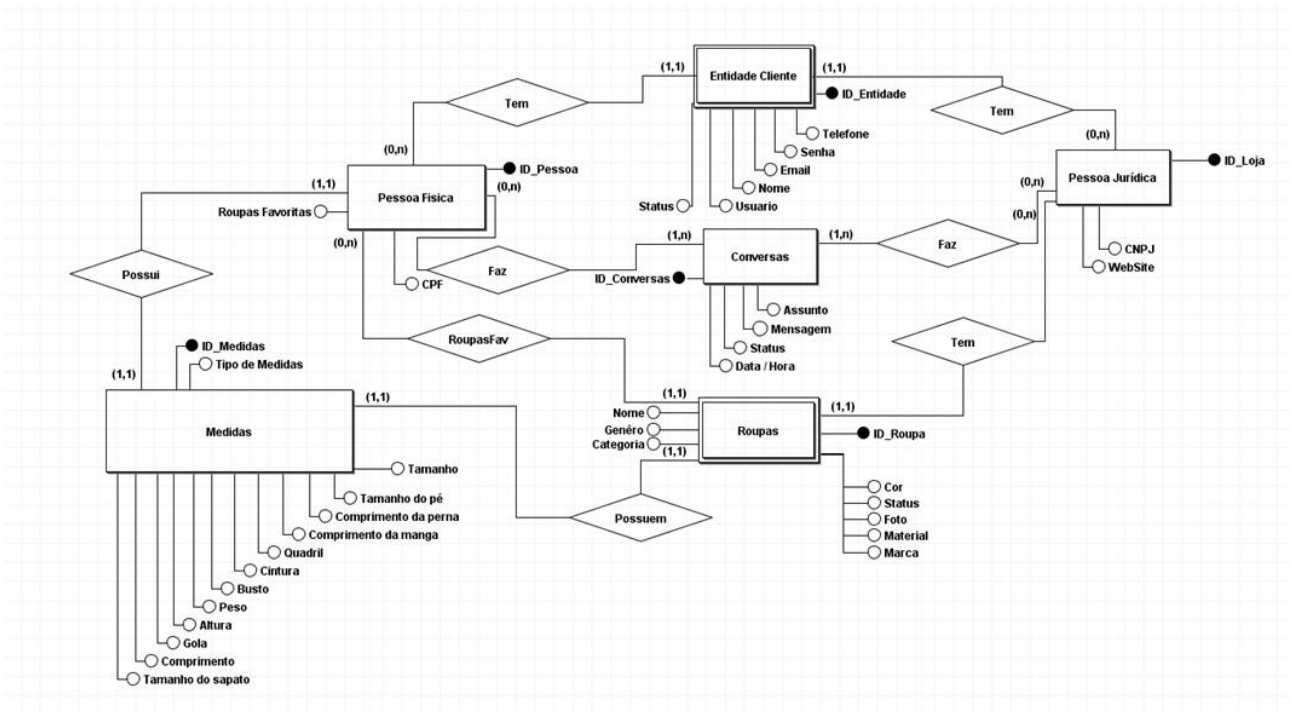 (1,1)
Entidade Cliente
(1,1)
Tem
ID_Entidade
Tem
Telefone
Senha
Email
Nome
Usuario
Status
(0,n)
(0,n)
ID_Pessoa
Pessoa Fisica
(0,n)
(1,1)
Roupas Favoritas
(0,n)
CPF
ID_Loja
Pessoa Jurídica
(0,n)
(0,n)
CNPJ
WebSite
Possui
Faz
(1,n)
Conversas
(1,n)
Faz
ID_Conversas
Assunto
Mensagem
Status
Data / Hora
RoupasFav
Tem
ID_Medidas
Tipo de Medidas
(1,1)
Medidas
(1,1)
(1,1)
Nome
Genéro
Categoria
(1,1)
Roupas
(1,1)
ID_Roupa
Cor
Status
Foto
Material
Marca
Possuem
Tamanho
Tamanho do pé
Comprimento da perna
Comprimento da manga
Quadril
Cintura
Busto
Peso
Altura
Gola
Comprimento
Tamanho do sapato